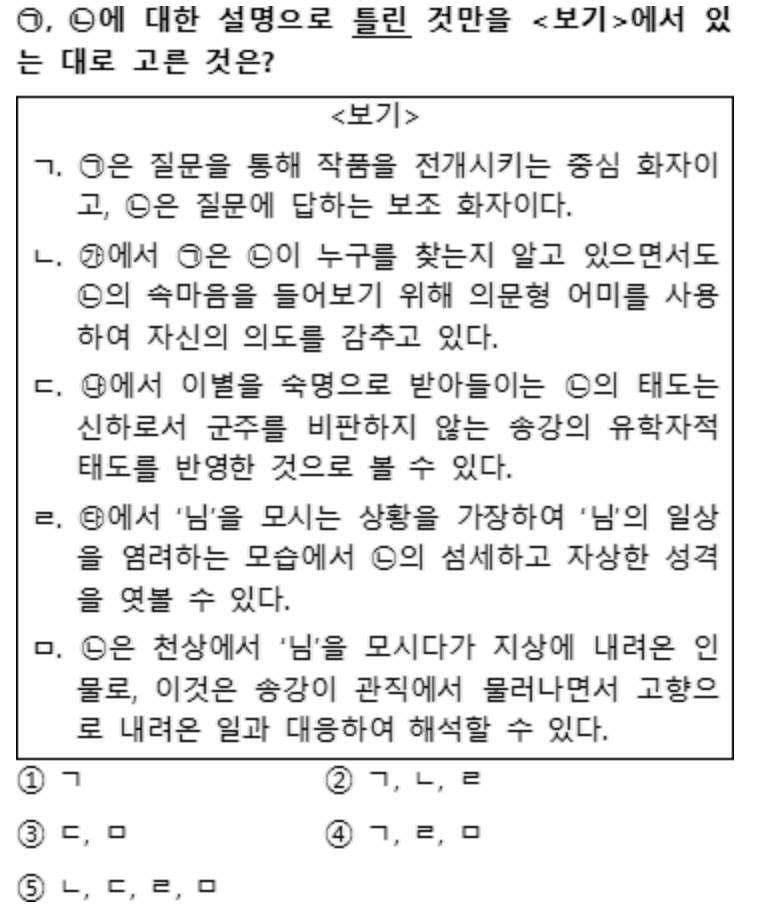 ㉠, ㉡에 대한 설명으로 틀린 것만을 <보기>에서 있
는 대로 고른 것은?
<보기>
ㄱ. ㉠은 질문을 통해 작품을 전개시키는 중심 화자이
고, ㉡은 질문에 답하는 보조 화자이다.
ㄴ. ㉮에서 ㉠은 ㉡이 누구를 찾는지 알고 있으면서도
㉡의 속마음을 들어보기 위해 의문형 어미를 사용
하여 자신의 의도를 감추고 있다.
ㄷ. ㉯에서 이별을 숙명으로 받아들이는 ㉡의 태도는
신하로서 군주를 비판하지 않는 송강의 유학자적
태도를 반영한 것으로 볼 수 있다.
ㄹ. ㉰에서 '님'을 모시는 상황을 가장하여 '님'의 일상
을 염려하는 모습에서 ㉡의 섬세하고 자상한 성격
을 엿볼 수 있다.
ㅁ. ㉡은 천상에서 '님'을 모시다가 지상에 내려온 인
물로, 이것은 송강이 관직에서 물러나면서 고향으
로 내려온 일과 대응하여 해석할 수 있다.
① ㄱ ② ㄱ, ㄴ, ㄹ
③ ㄷ, ㅁ ④ ㄱ, ㄹ, ㅁ
⑤ ㄴ, ㄷ, ㄹ, ㅁ